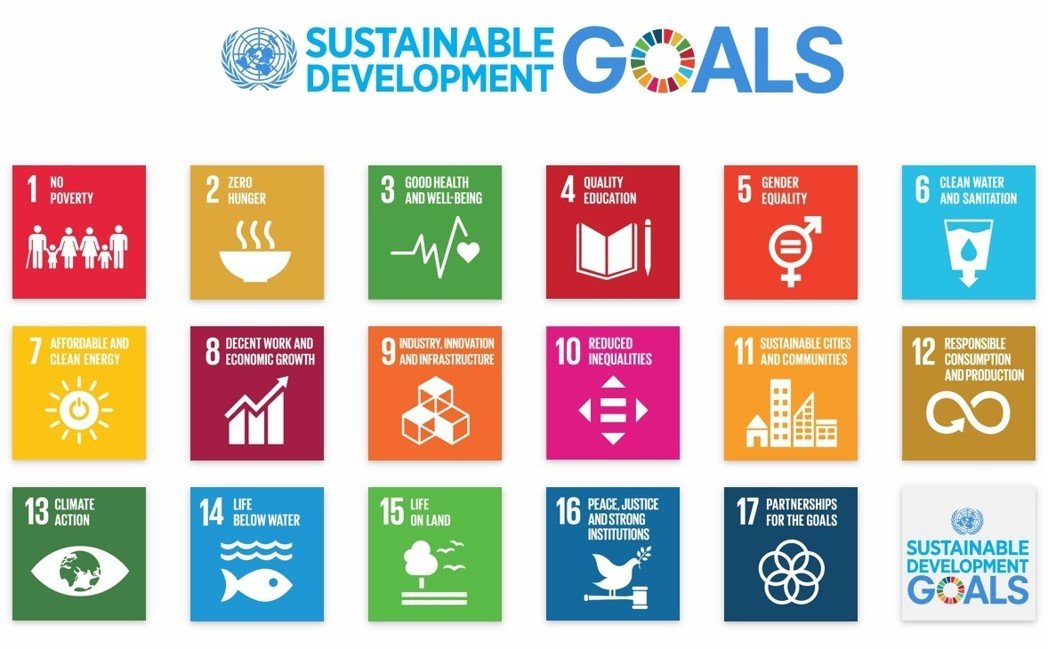 SUSTAINABLE
DEVELOPMENT GOALS
1 NO
POVERTY
2 ZERO
HUNGER
3 GOOD HEALTH
AND WELL-BEING
4 QUALITY
EDUCATION
5 GENDER
EQUALITY
6 CLEAN WATER
AND SANITATION
7 AFFORDABLE AND
CLEAN ENERGY
8 DECENT WORK AND
ECONOMIC GROWTH
9 INDUSTRY, INNOVATION
AND INFRASTRUCTURE
10 REDUCED
INEQUALITIES
11 SUSTAINABLE CITIES
AND COMMUNITIES
12 RESPONSIBLE
CONSUMPTION
AND PRODUCTION
13 CLIMATE
ACTION
14 LIFE
BELOW WATER
15 LIFE
ON LAND
16 PEACE, JUSTICE
AND STRONG
INSTITUTIONS
17 PARTNERSHIPS
FOR THE GOALS
SUSTAINABLE
DEVELOPMENT
GOALS